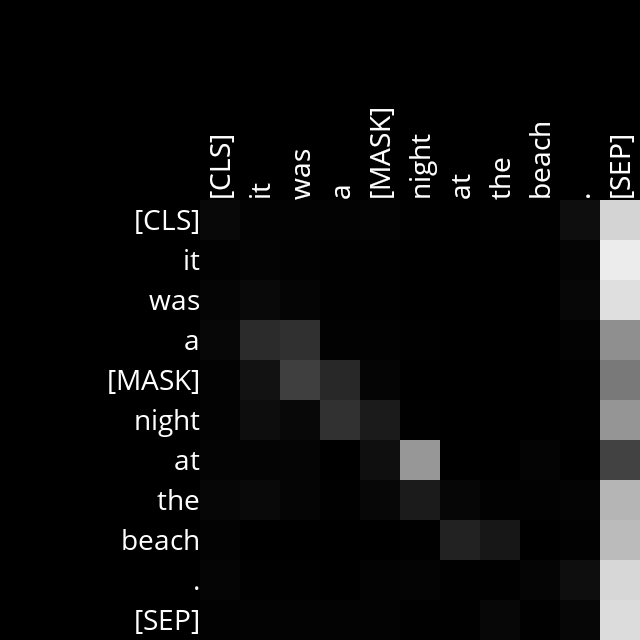 [CLS] it was a [MASK] night at the beach . [SEP]
[CLS]
it
was
a
[MASK]
night
at
the
beach
.
[SEP]